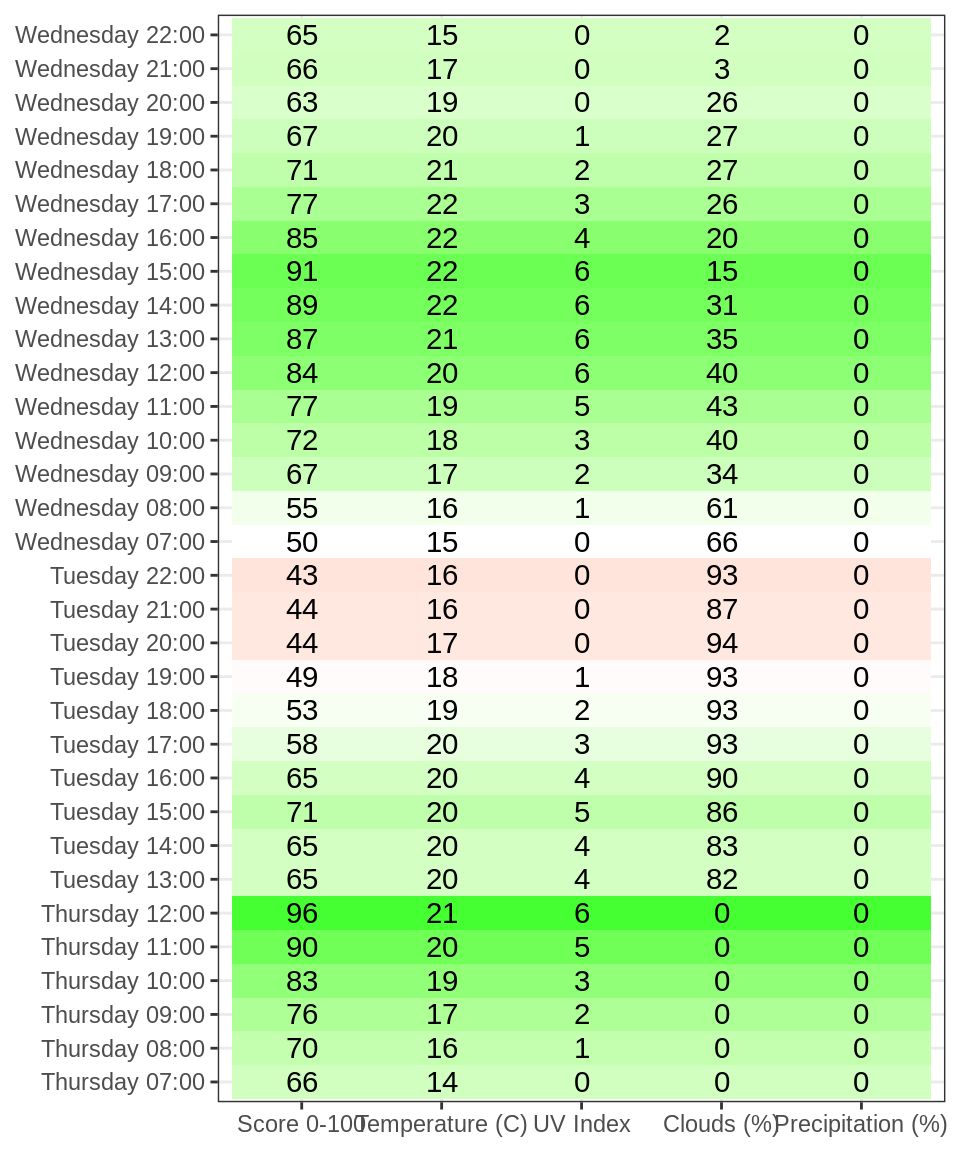 Wednesday 22:00 65 15 0 2 0
Wednesday 21:00 66 17 0 3 0
Wednesday 20:00 63 19 0 26 0
Wednesday 19:00 67 20 1 27 0
Wednesday 18:00 71 21 2 27 0
Wednesday 17:00 77 22 3 26 0
Wednesday 16:00 85 22 4 20 0
Wednesday 15:00 91 22 6 15 0
Wednesday 14:00 89 22 6 31 0
Wednesday 13:00 87 21 6 35 0
Wednesday 12:00 84 20 6 40 0
Wednesday 11:00 77 19 5 43 0
Wednesday 10:00 72 18 3 40 0
Wednesday 09:00 67 17 2 34 0
Wednesday 08:00 55 16 1 61 0
Wednesday 07:00 50 15 0 66 0
Tuesday 22:00 43 16 0 93 0
Tuesday 21:00 44 16 0 87 0
Tuesday 20:00 44 17 0 94 0
Tuesday 19:00 49 18 1 93 0
Tuesday 18:00 53 19 2 93 0
Tuesday 17:00 58 20 3 93 0
Tuesday 16:00 65 20 4 90 0
Tuesday 15:00 71 20 5 86 0
Tuesday 14:00 65 20 4 83 0
Tuesday 13:00 65 20 4 82 0
Thursday 12:00 96 21 6 0 0
Thursday 11:00 90 20 5 0 0
Thursday 10:00 83 19 3 0 0
Thursday 09:00 76 17 2 0 0
Thursday 08:00 70 16 1 0 0
Thursday 07:00 66 14 0 0 0
Score 0-100 Temperature (C) UV Index Clouds (%) Precipitation (%)